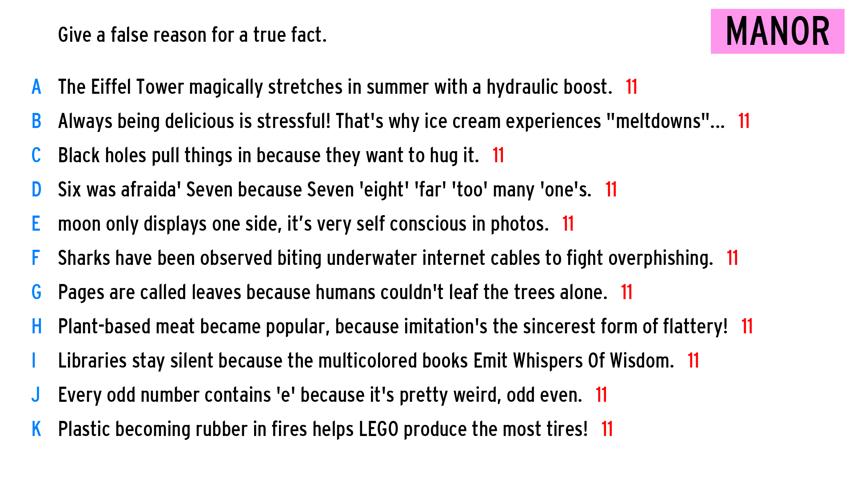 Give a false reason for a true fact.
MANOR
A The Eiffel Tower magically stretches in summer with a hydraulic boost. 11
B Always being delicious is stressful! That's why ice cream experiences "meltdowns"... 11
C Black holes pull things in because they want to hug it. 11
D Six was afraida' Seven because Seven 'eight' 'far' 'too' many 'one's. 11
E moon only displays one side, it’s very self conscious in photos. 11
F Sharks have been observed biting underwater internet cables to fight overphishing. 11
G Pages are called leaves because humans couldn't leaf the trees alone. 11
H Plant-based meat became popular, because imitation's the sincerest form of flattery! 11
I Libraries stay silent because the multicolored books Emit Whispers Of Wisdom. 11
J Every odd number contains 'e' because it's pretty weird, odd even. 11
K Plastic becoming rubber in fires helps LEGO produce the most tires! 11